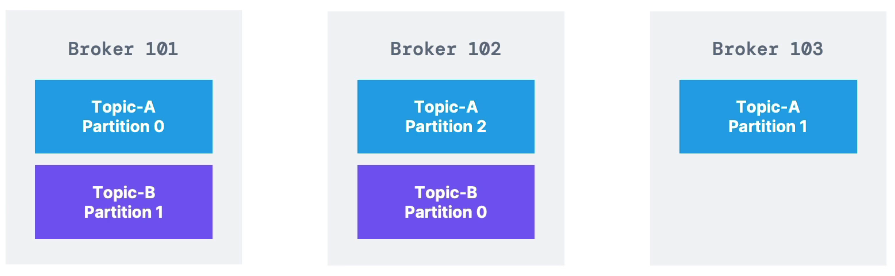 Broker 101
Topic-A
Partition 0
Topic-B
Partition 1
Broker 102
Topic-A
Partition 2
Topic-B
Partition 0
Broker 103
Topic-A
Partition 1